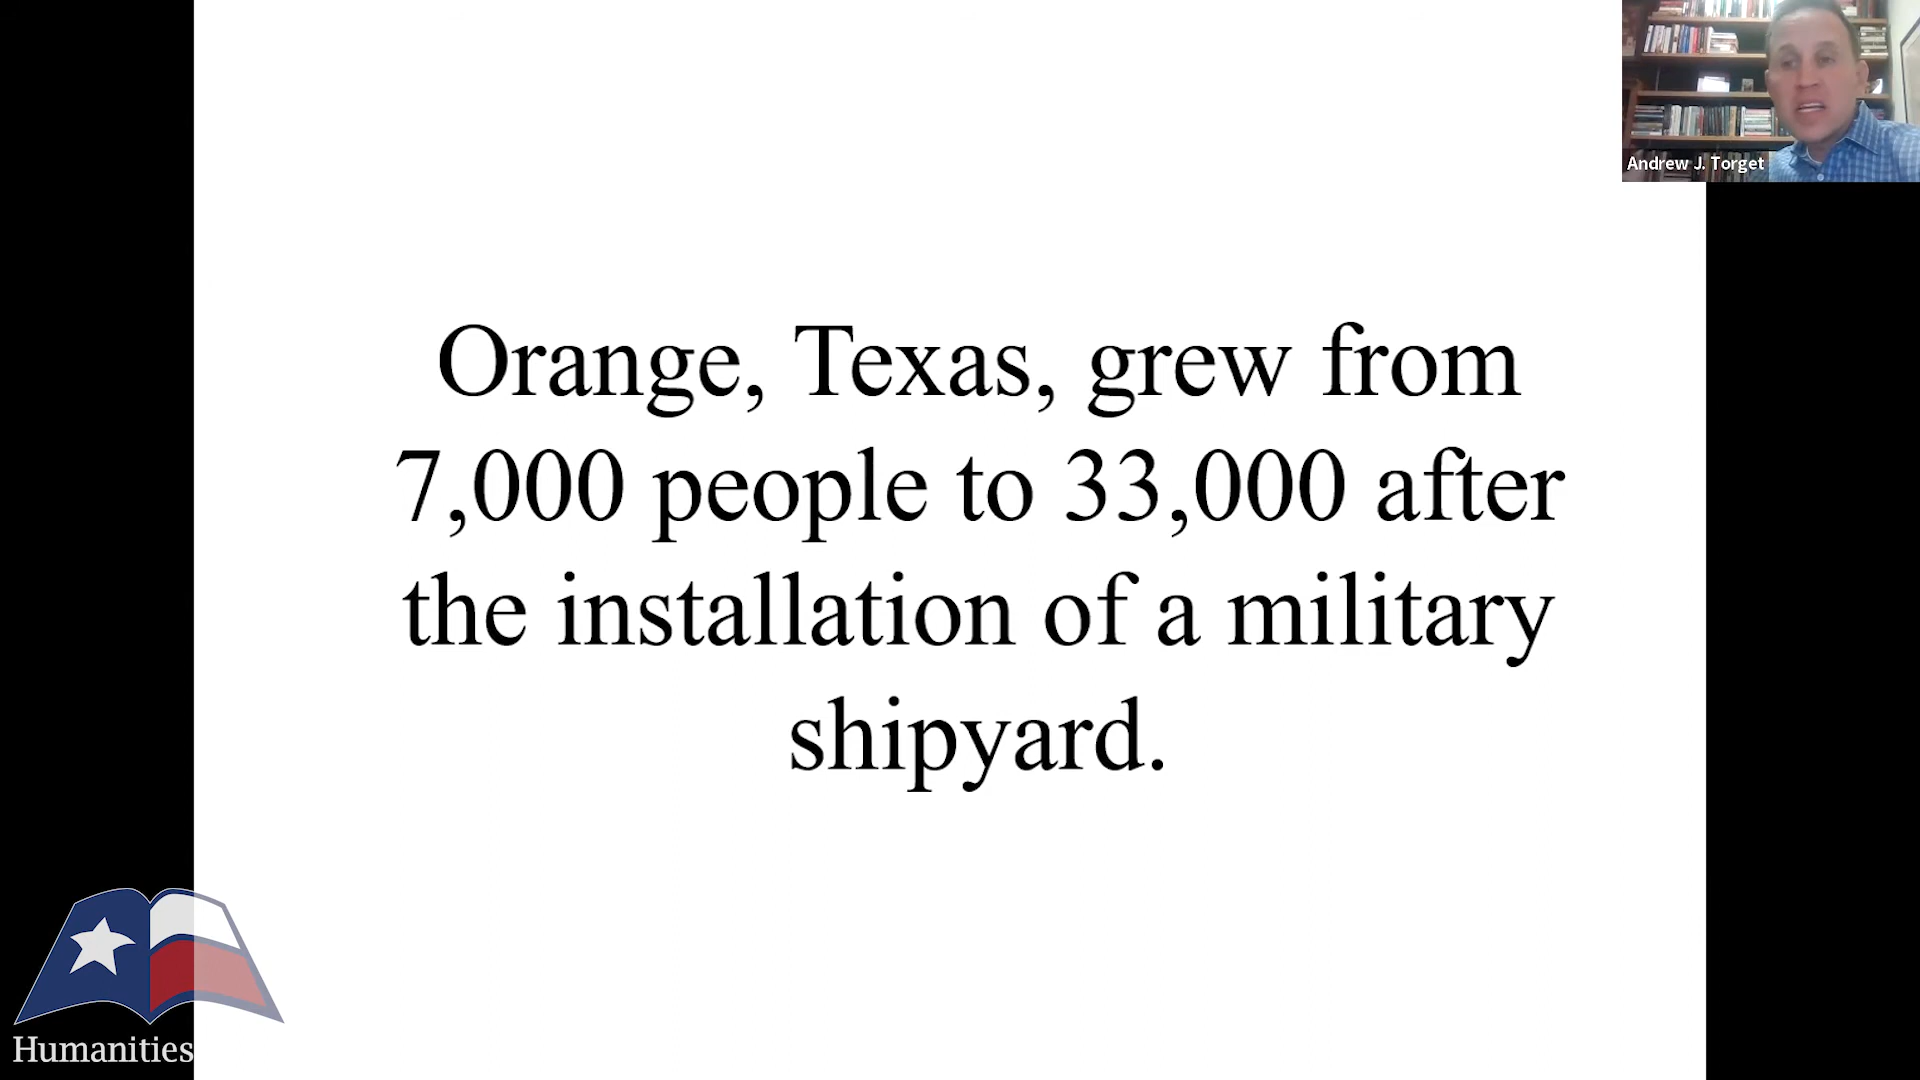 Andrew J. Torget
Orange, Texas, grew from
7,000 people to 33,000 after
the installation of a military
shipyard.
Humanities